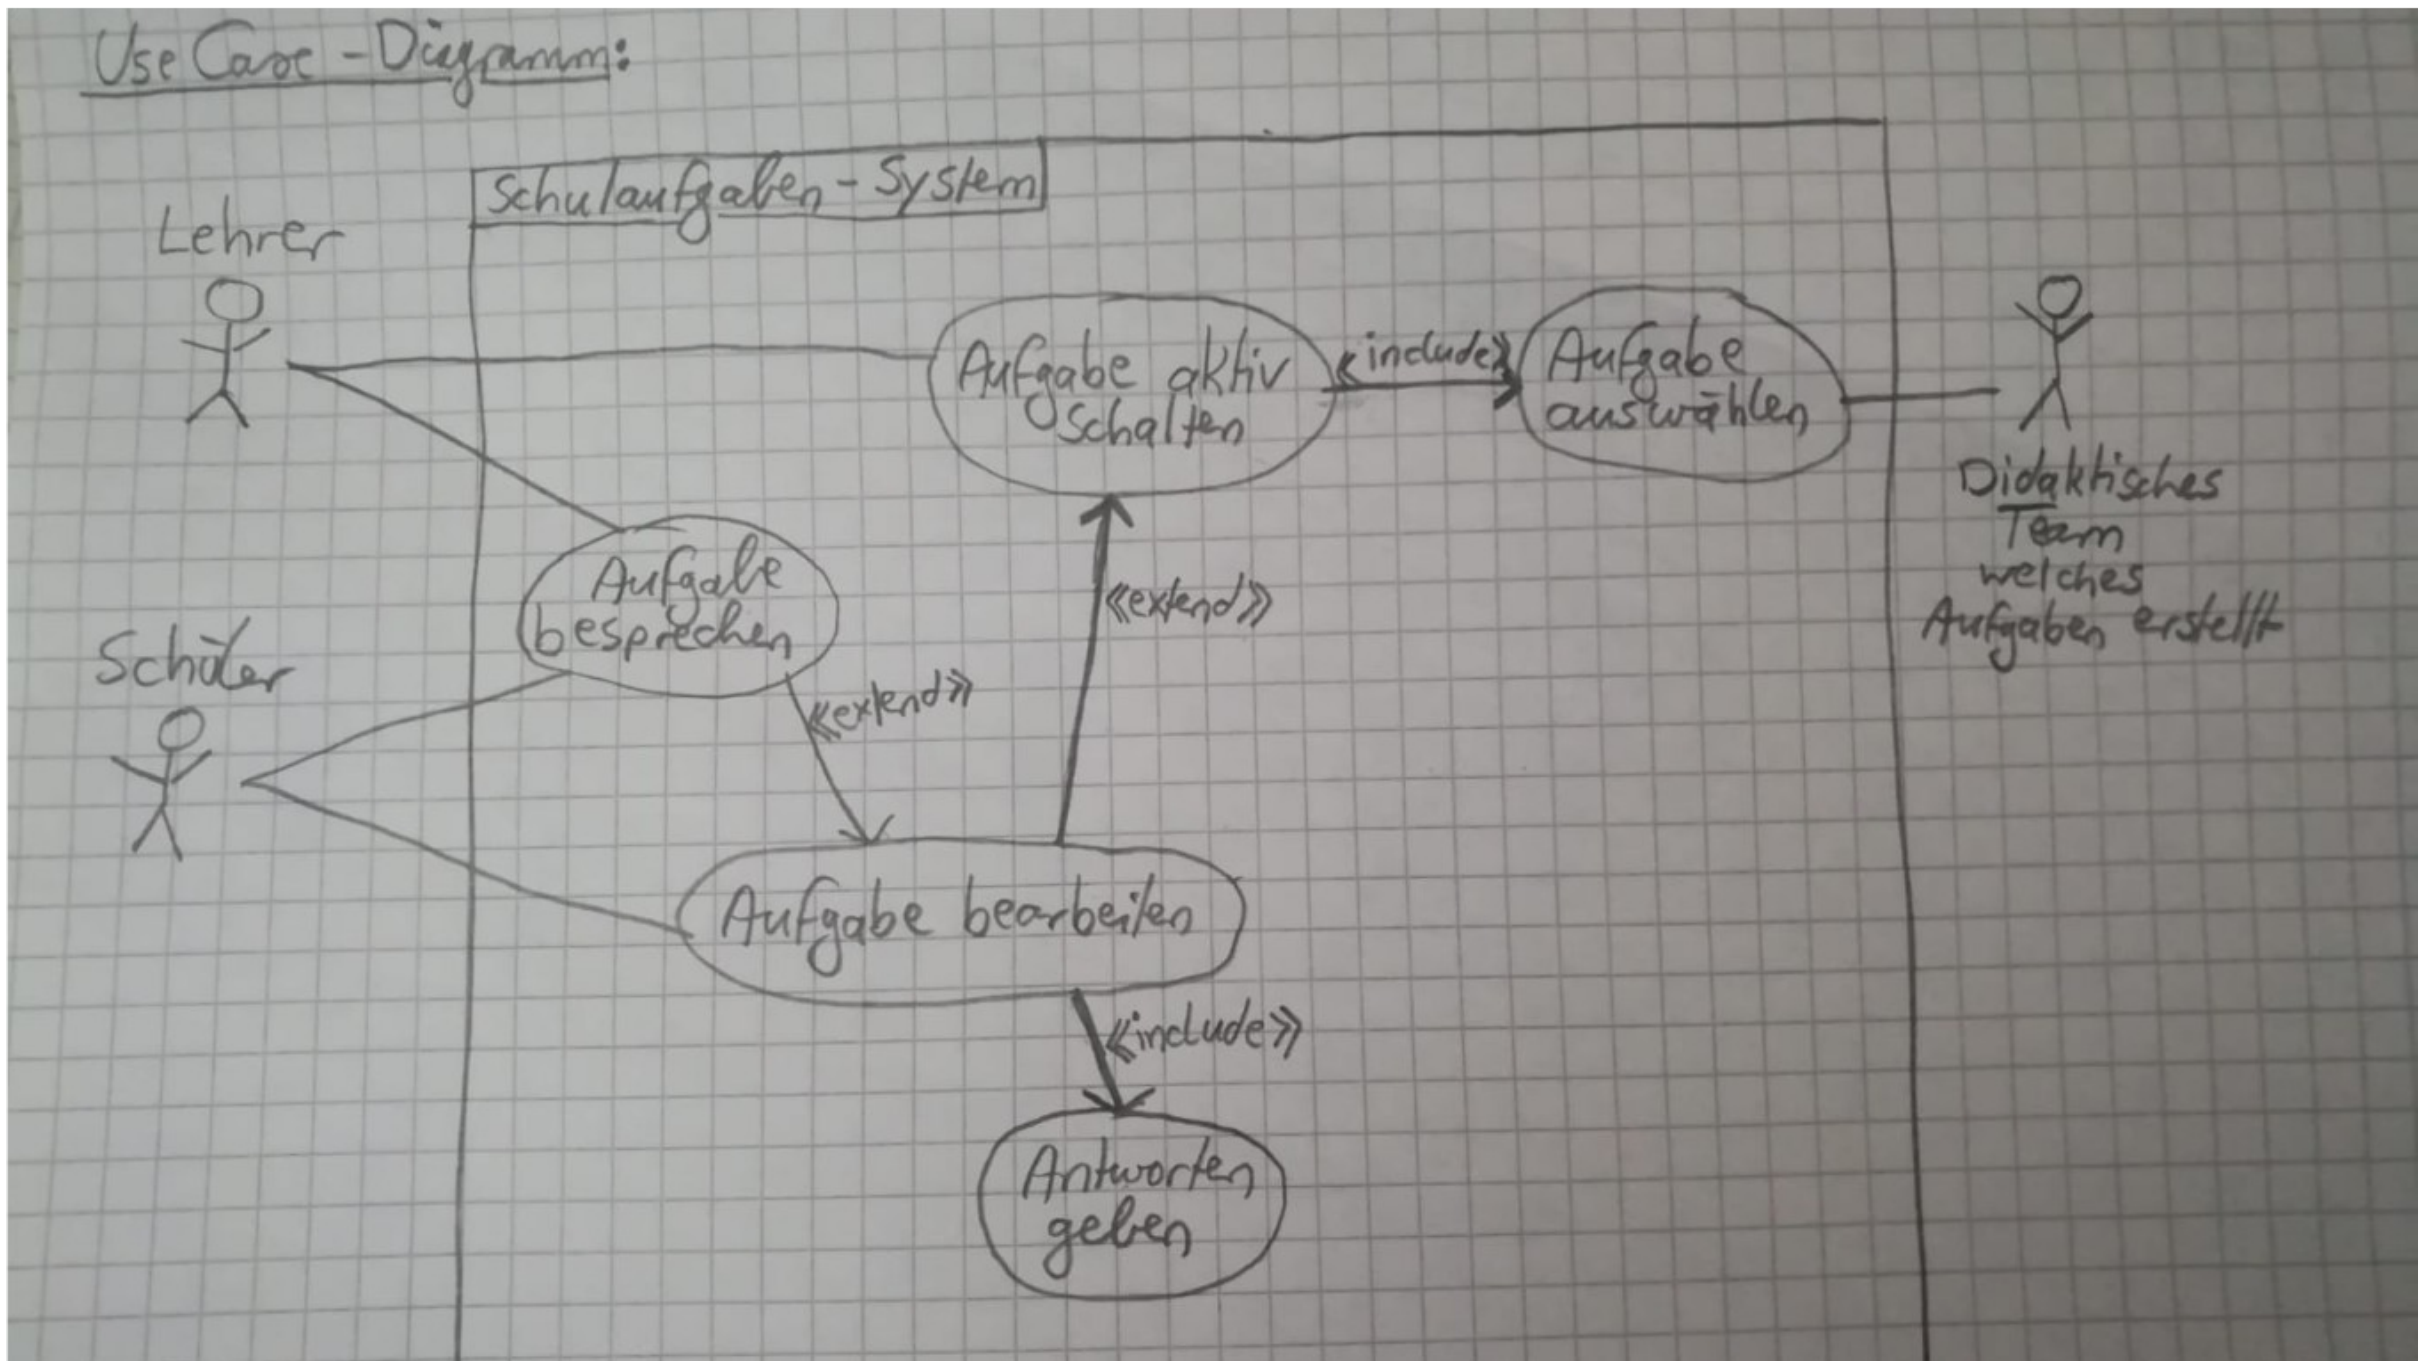 Use Case - Diagramm:
Schulaufgaben - System
Lehrer
Aufgabe aktiv
schalten
«include»
Aufgabe
auswählen
Didaktisches
Team
welches
Aufgaben erstellt
Aufgabe
besprechen
«extend»
«extend»
Schüler
Aufgabe bearbeiten
«include»
Antworten
geben